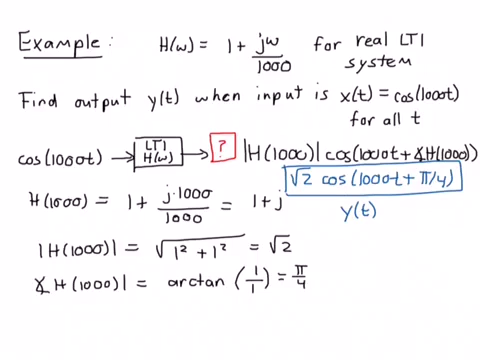 Example: H(ω) = 1 + jω/1000 for real LTI system
Find output y(t) when input is x(t) = cos(1000t) for all t
cos(1000t) → LTI H(ω) → ? |H(1000)| cos(1000t + ∡H(1000))
√2 cos(1000t + π/4)
H(1000) = 1 + j·1000/1000 = 1 + j
y(t)
|H(1000)| = √(1² + 1²) = √2
∡H(1000)| = arctan (1/1) = π/4